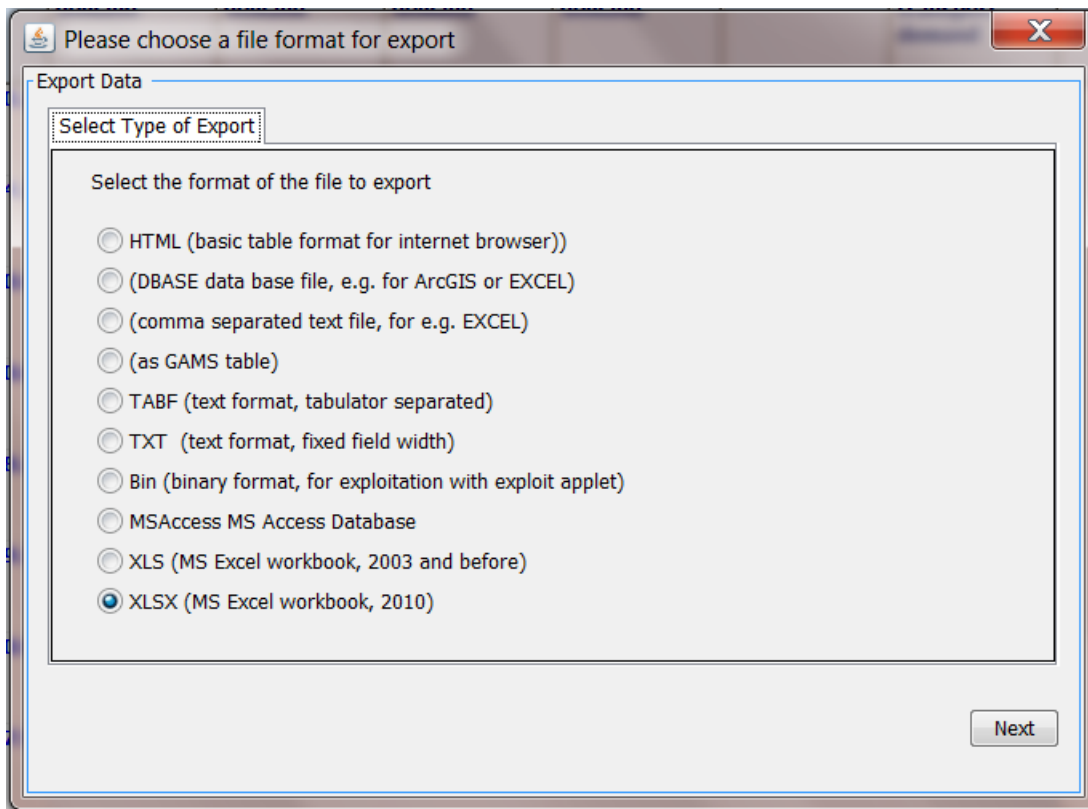 Please choose a file format for export
Export Data
Select Type of Export
Select the format of the file to export
HTML (basic table format for internet browser))
(DBASE data base file, e.g. for ArcGIS or EXCEL)
(comma separated text file, for e.g. EXCEL)
(as GAMS table)
TABF (text format, tabulator separated)
TXT (text format, fixed field width)
Bin (binary format, for exploitation with exploit applet)
MSAccess MS Access Database
XLS (MS Excel workbook, 2003 and before)
XLSX (MS Excel workbook, 2010)
Next